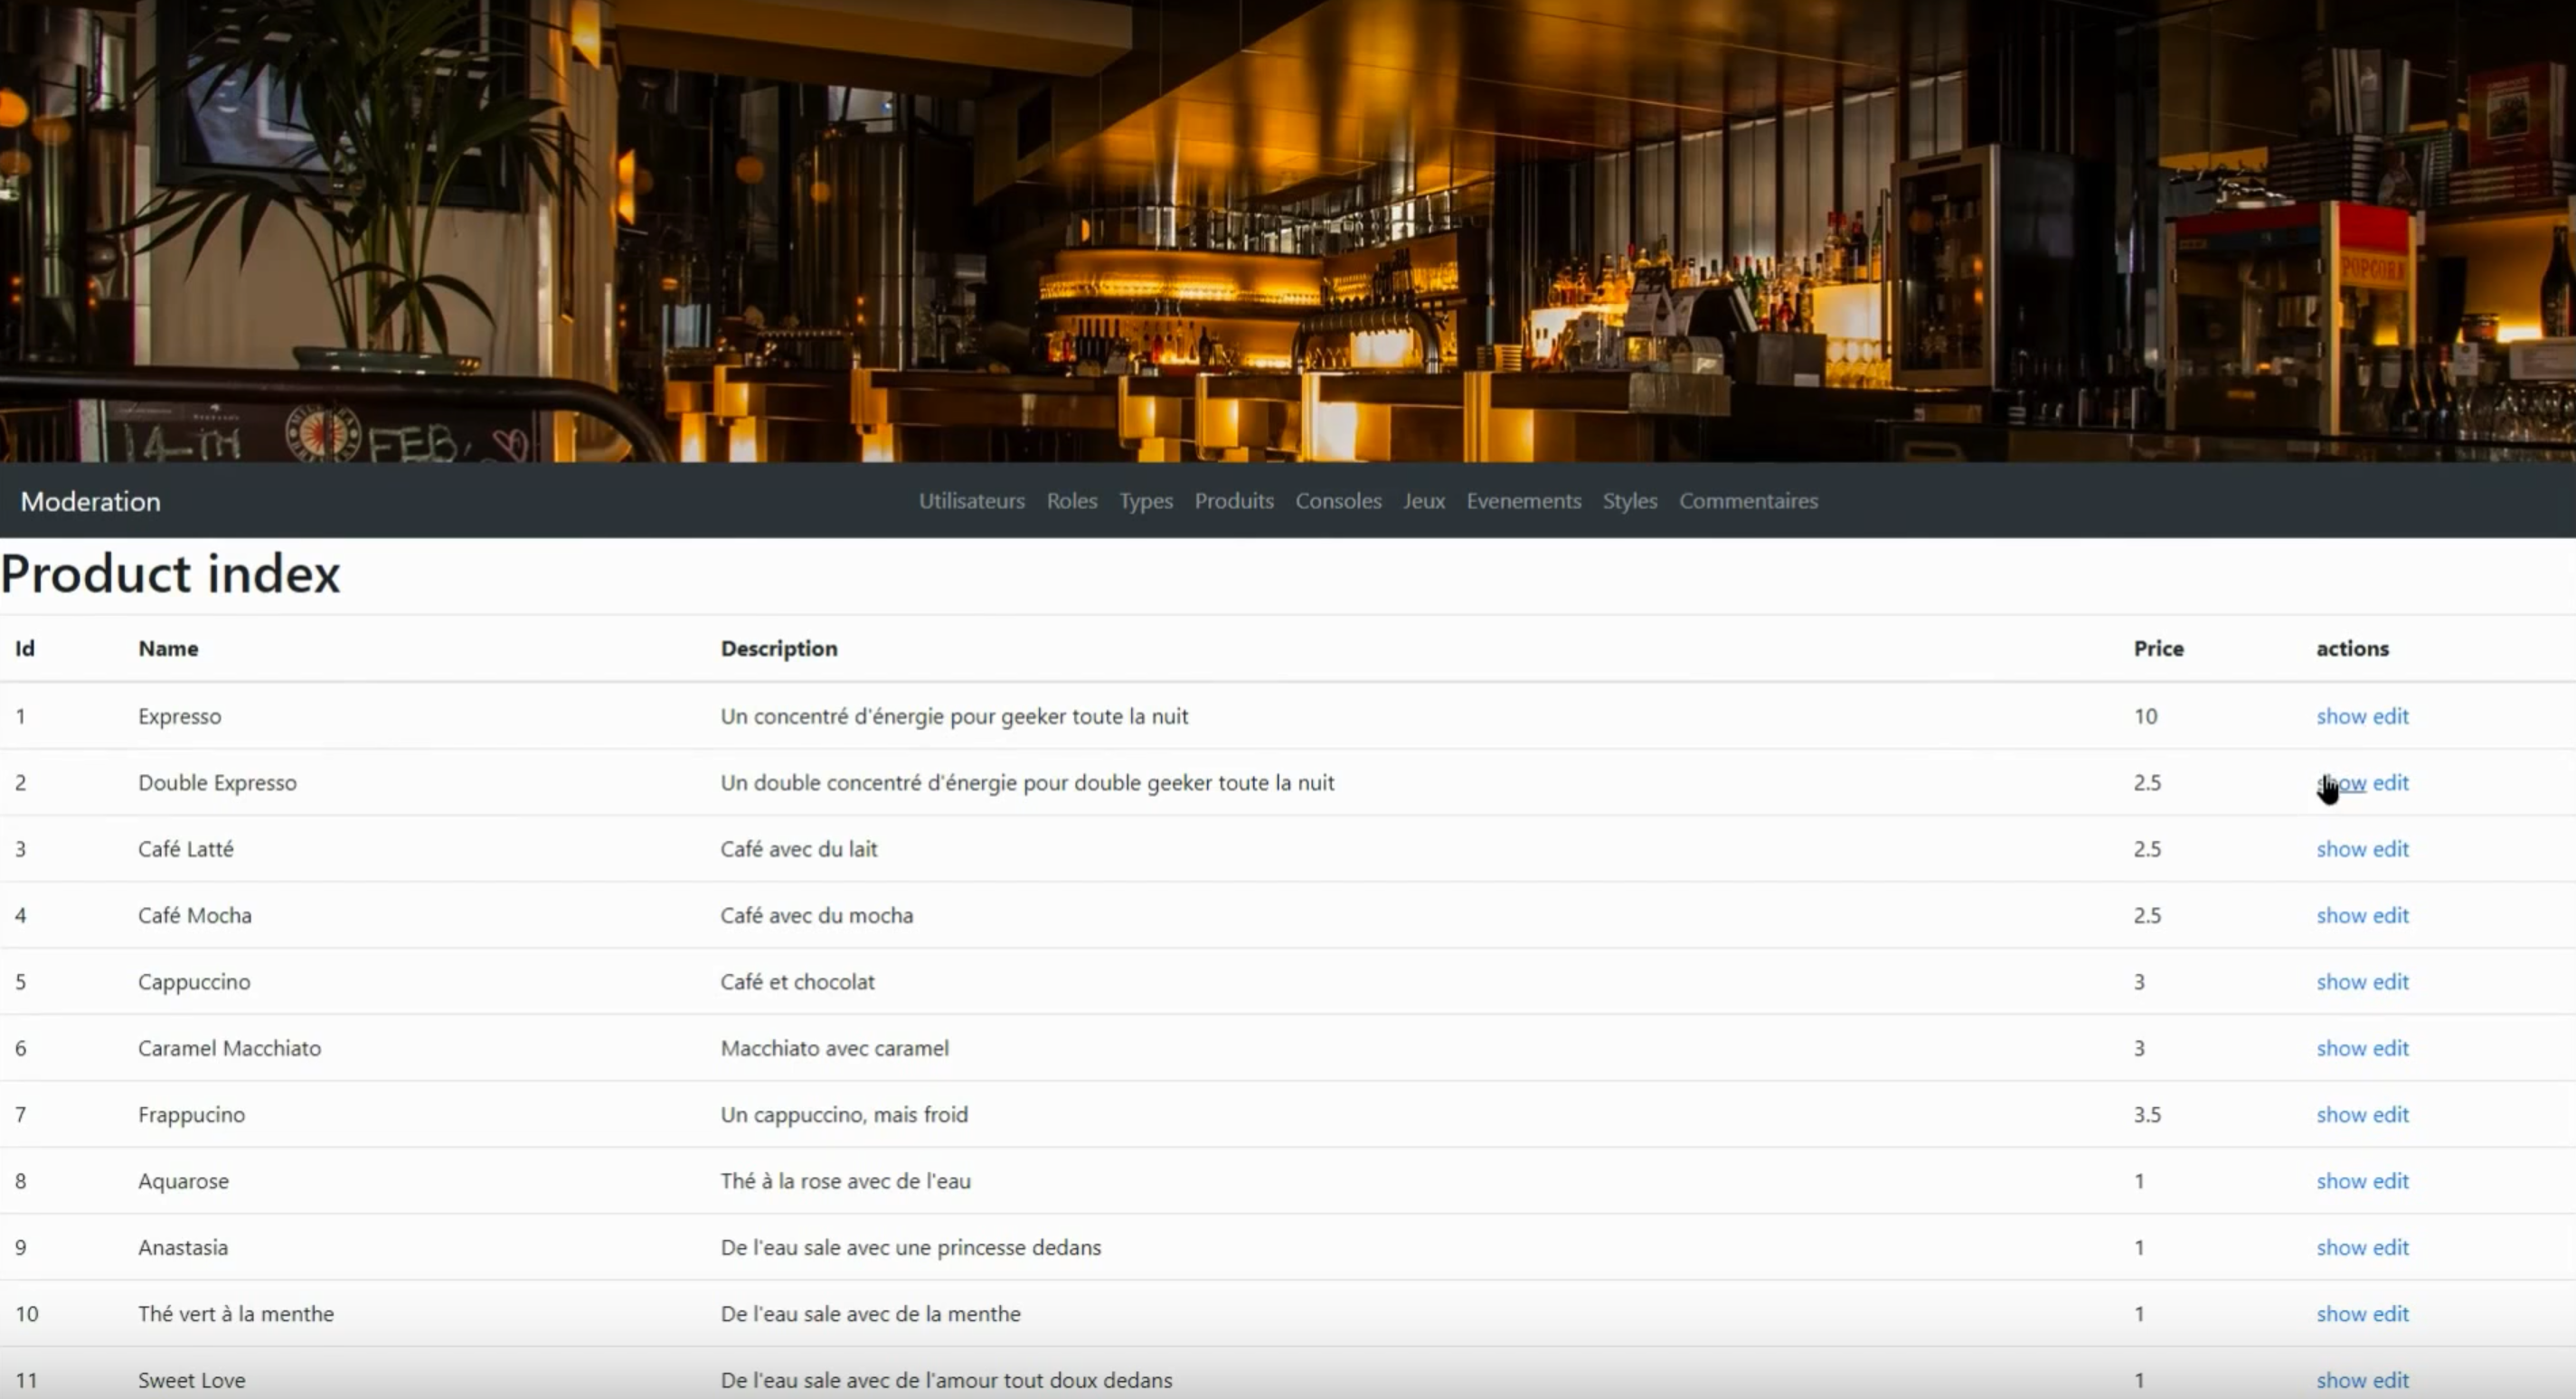 POPCORN
14-TH FEB,
Moderation Utilisateurs Roles Types Produits Consoles Jeux Evenements Styles Commentaires
Product index
Id Name Description Price actions
1 Expresso Un concentré d'énergie pour geeker toute la nuit 10 show edit
2 Double Expresso Un double concentré d'énergie pour double geeker toute la nuit 2.5 show edit
3 Café Latté Café avec du lait 2.5 show edit
4 Café Mocha Café avec du mocha 2.5 show edit
5 Cappuccino Café et chocolat 3 show edit
6 Caramel Macchiato Macchiato avec caramel 3 show edit
7 Frappucino Un cappuccino, mais froid 3.5 show edit
8 Aquarose Thé à la rose avec de l'eau 1 show edit
9 Anastasia De l'eau sale avec une princesse dedans 1 show edit
10 Thé vert à la menthe De l'eau sale avec de la menthe 1 show edit
11 Sweet Love De l'eau sale avec de l'amour tout doux dedans 1 show edit